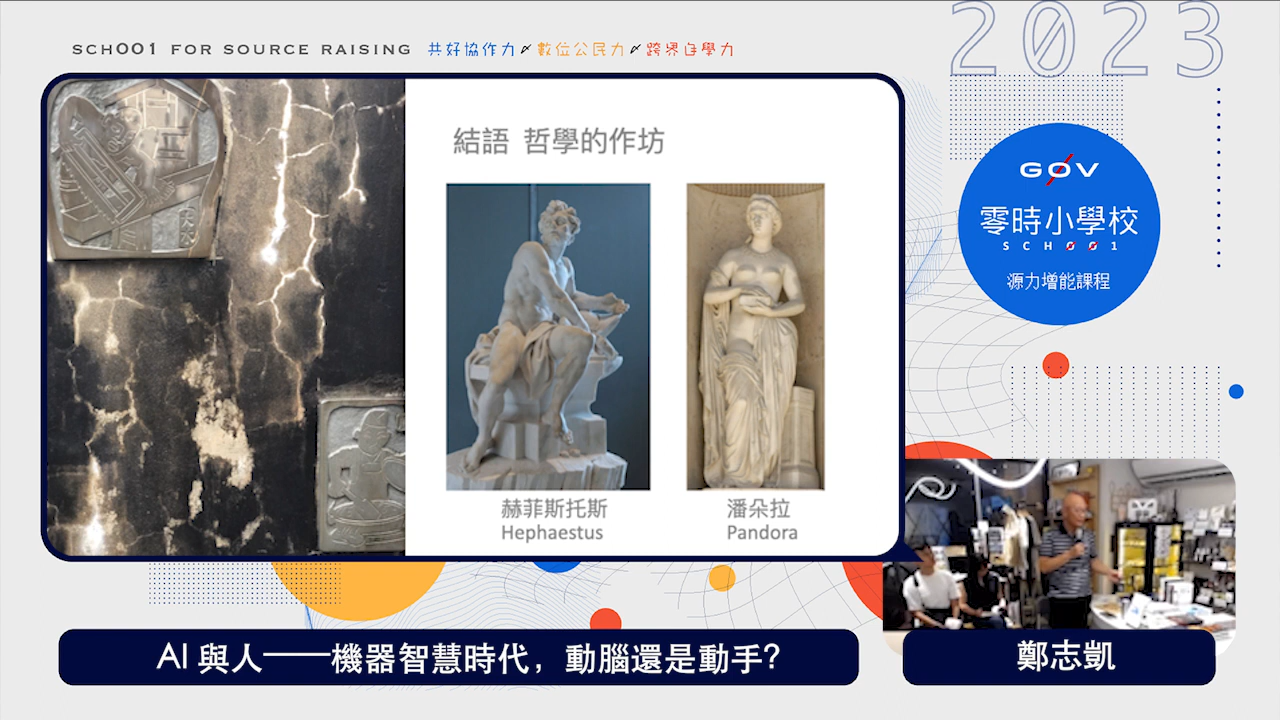 2023
SCH001 FOR SOURCE RAISING 共好協作力 數位公民力 跨界自學力
結語 哲學的作坊
赫菲斯托斯
Hephaestus
潘朵拉
Pandora
G0V
零時小學校
SCH001
源力增能課程
AI 與人——機器智慧時代，動腦還是動手?
鄭志凱